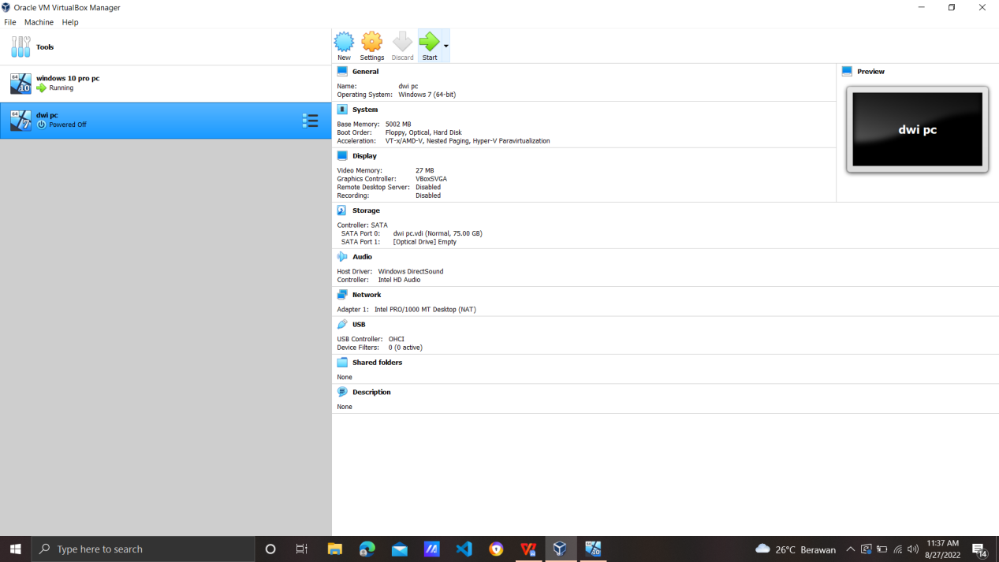 Oracle VM VirtualBox Manager
File Machine Help
Tools
New Settings Discard Start
64 10 windows 10 pro pc
Running
64 7 dwi pc
Powered Off
General
Name: dwi pc
Operating System: Windows 7 (64-bit)
System
Base Memory: 5002 MB
Boot Order: Floppy, Optical, Hard Disk
Acceleration: VT-x/AMD-V, Nested Paging, Hyper-V Paravirtualization
Display
Video Memory: 27 MB
Graphics Controller: VBoxSVGA
Remote Desktop Server: Disabled
Recording: Disabled
Storage
Controller: SATA
SATA Port 0: dwi pc.vdi (Normal, 75.00 GB)
SATA Port 1: [Optical Drive] Empty
Audio
Host Driver: Windows DirectSound
Controller: Intel HD Audio
Network
Adapter 1: Intel PRO/1000 MT Desktop (NAT)
USB
USB Controller: OHCI
Device Filters: 0 (0 active)
Shared folders
None
Description
None
Preview
dwi pc
Type here to search
26°C Berawan
11:37 AM
8/27/2022
14